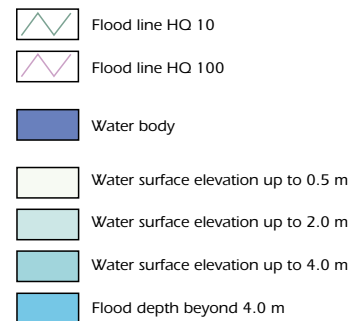 Flood line HQ 10
Flood line HQ 100
Water body
Water surface elevation up to 0.5 m
Water surface elevation up to 2.0 m
Water surface elevation up to 4.0 m
Flood depth beyond 4.0 m